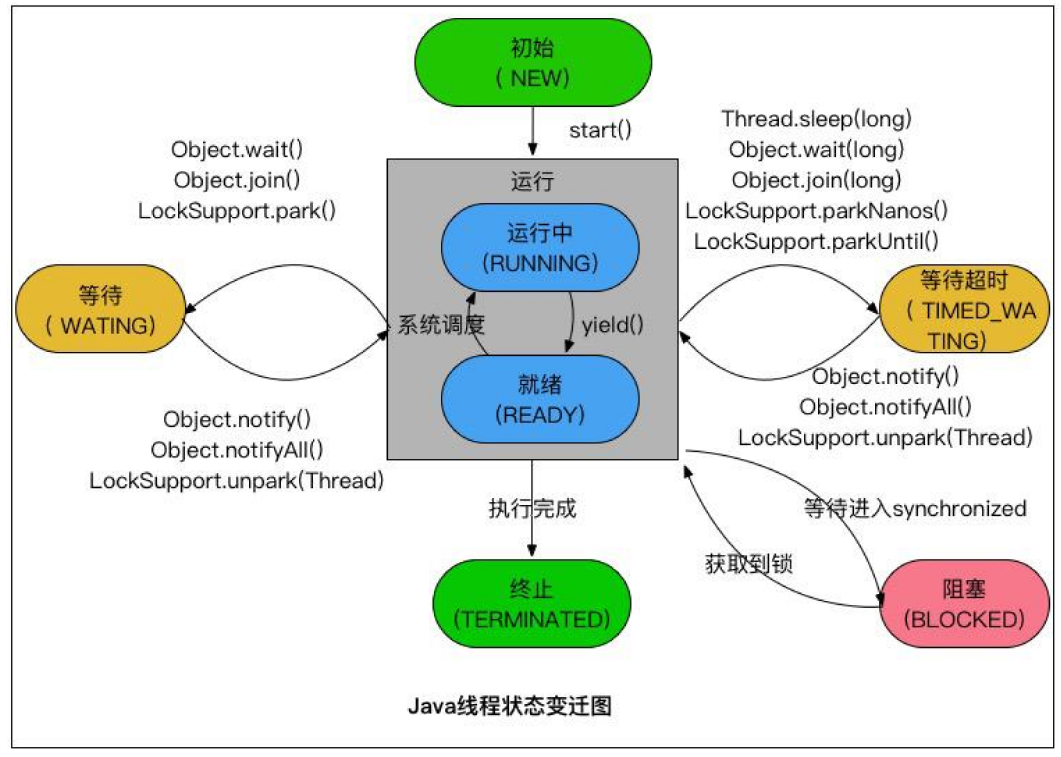 初始
( NEW)
start()
Thread.sleep(long)
Object.wait(long)
Object.join(long)
LockSupport.parkNanos()
LockSupport.parkUntil()
Object.wait()
Object.join()
LockSupport.park()
运行
运行中
(RUNNING)
等待
( WATING)
系统调度
yield()
等待超时
( TIMED_WA
TING)
就绪
(READY)
Object.notify()
Object.notifyAll()
LockSupport.unpark(Thread)
Object.notify()
Object.notifyAll()
LockSupport.unpark(Thread)
执行完成
等待进入synchronized
获取到锁
终止
(TERMINATED)
阻塞
(BLOCKED)
Java线程状态变迁图